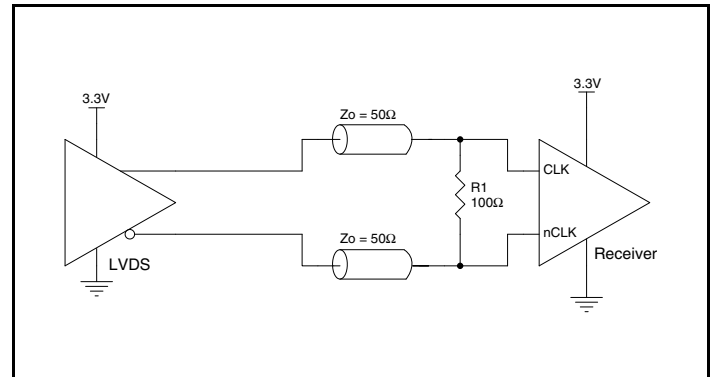 3.3V
Zo = 50Ω
3.3V
CLK
R1
100Ω
nCLK
Zo = 50Ω
LVDS
Receiver